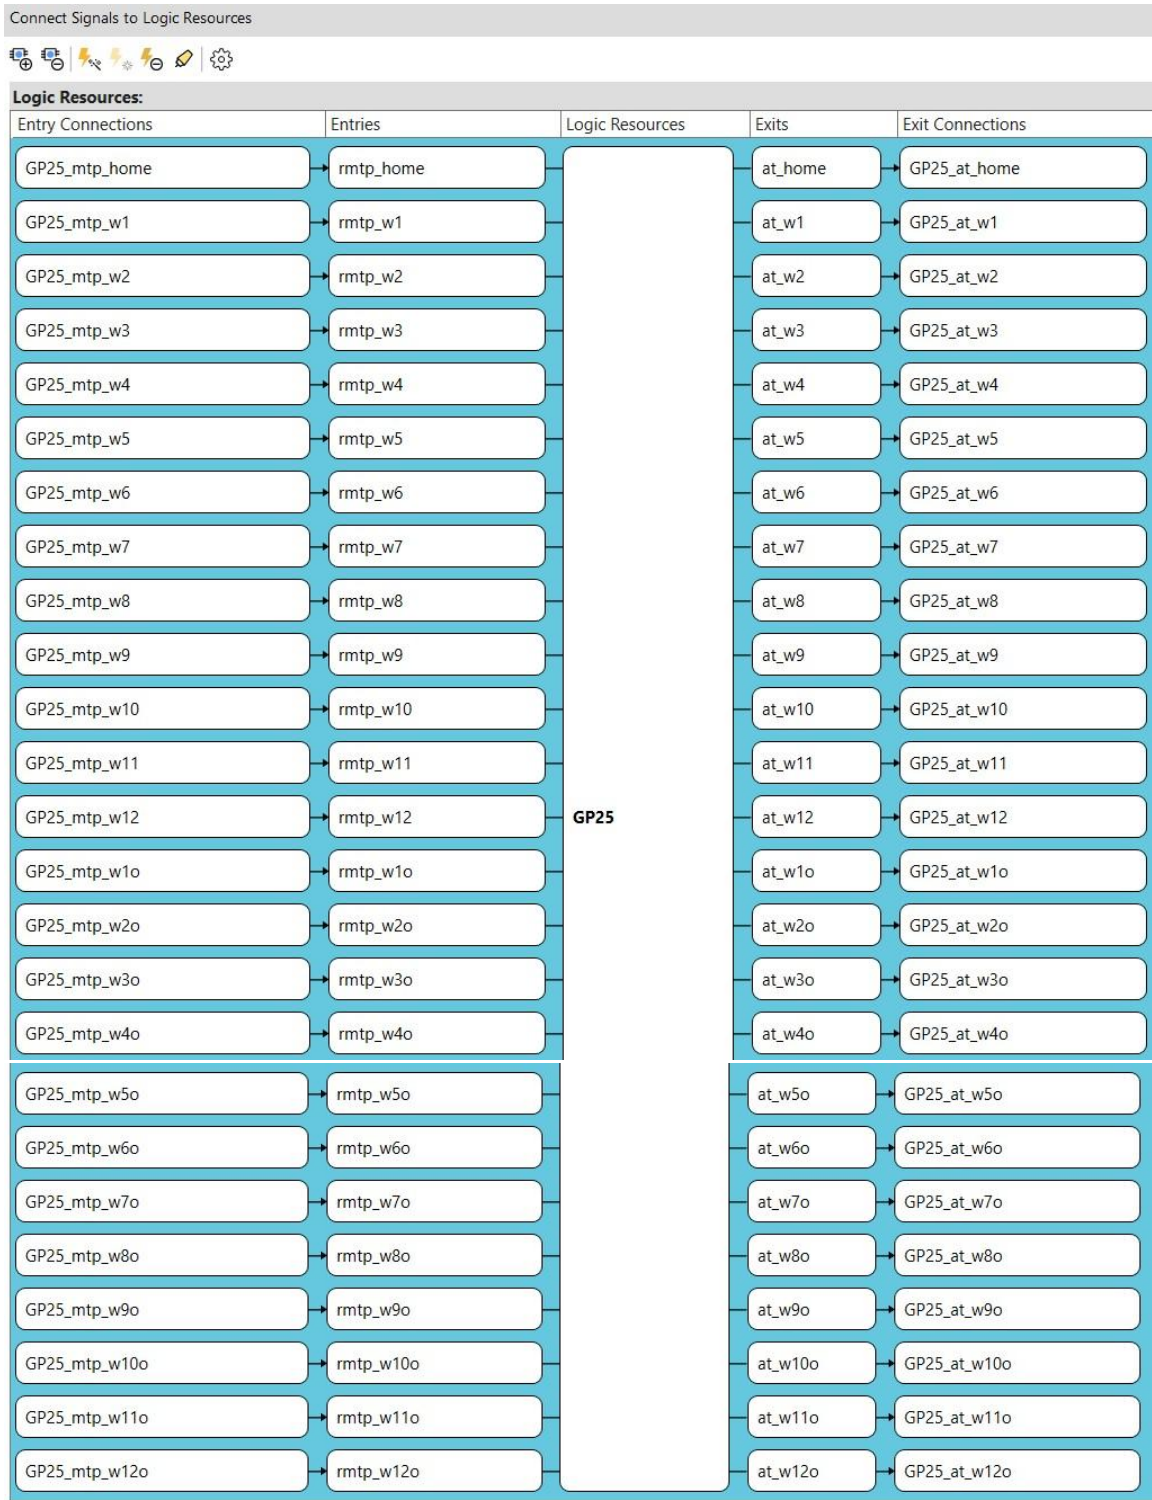 Connect Signals to Logic Resources
Logic Resources:
Entry Connections Entries Logic Resources Exits Exit Connections
GP25_mtp_home rmtp_home at_home GP25_at_home
GP25_mtp_w1 rmtp_w1 at_w1 GP25_at_w1
GP25_mtp_w2 rmtp_w2 at_w2 GP25_at_w2
GP25_mtp_w3 rmtp_w3 at_w3 GP25_at_w3
GP25_mtp_w4 rmtp_w4 at_w4 GP25_at_w4
GP25_mtp_w5 rmtp_w5 at_w5 GP25_at_w5
GP25_mtp_w6 rmtp_w6 at_w6 GP25_at_w6
GP25_mtp_w7 rmtp_w7 at_w7 GP25_at_w7
GP25_mtp_w8 rmtp_w8 at_w8 GP25_at_w8
GP25_mtp_w9 rmtp_w9 at_w9 GP25_at_w9
GP25_mtp_w10 rmtp_w10 at_w10 GP25_at_w10
GP25_mtp_w11 rmtp_w11 at_w11 GP25_at_w11
GP25_mtp_w12 rmtp_w12 GP25 at_w12 GP25_at_w12
GP25_mtp_w1o rmtp_w1o at_w1o GP25_at_w1o
GP25_mtp_w2o rmtp_w2o at_w2o GP25_at_w2o
GP25_mtp_w3o rmtp_w3o at_w3o GP25_at_w3o
GP25_mtp_w4o rmtp_w4o at_w4o GP25_at_w4o
GP25_mtp_w5o rmtp_w5o at_w5o GP25_at_w5o
GP25_mtp_w6o rmtp_w6o at_w6o GP25_at_w6o
GP25_mtp_w7o rmtp_w7o at_w7o GP25_at_w7o
GP25_mtp_w8o rmtp_w8o at_w8o GP25_at_w8o
GP25_mtp_w9o rmtp_w9o at_w9o GP25_at_w9o
GP25_mtp_w10o rmtp_w10o at_w10o GP25_at_w10o
GP25_mtp_w11o rmtp_w11o at_w11o GP25_at_w11o
GP25_mtp_w12o rmtp_w12o at_w12o GP25_at_w12o